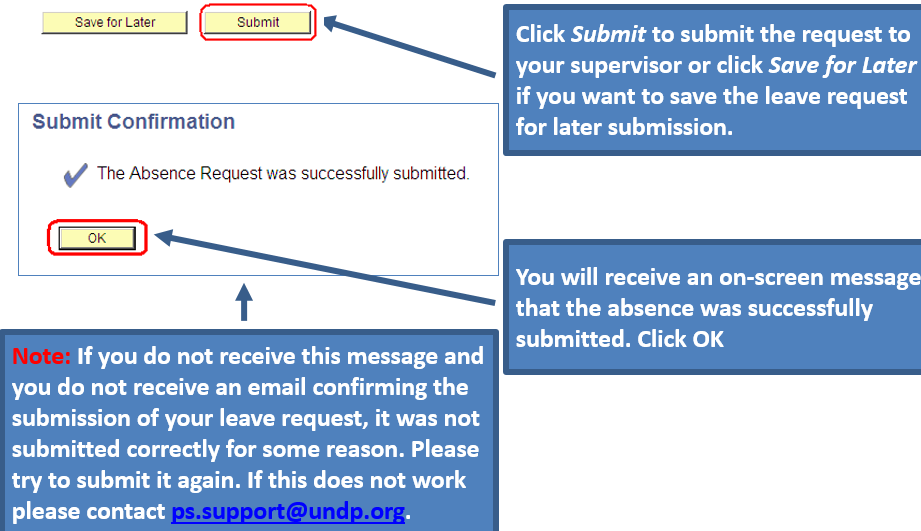 Save for Later
Submit
Click Submit to submit the request to
your supervisor or click Save for Later
if you want to save the leave request
for later submission.
Submit Confirmation
The Absence Request was successfully submitted.
OK
You will receive an on-screen message
that the absence was successfully
submitted. Click OK
Note: If you do not receive this message and
you do not receive an email confirming the
submission of your leave request, it was not
submitted correctly for some reason. Please
try to submit it again. If this does not work
please contact ps.support@undp.org.